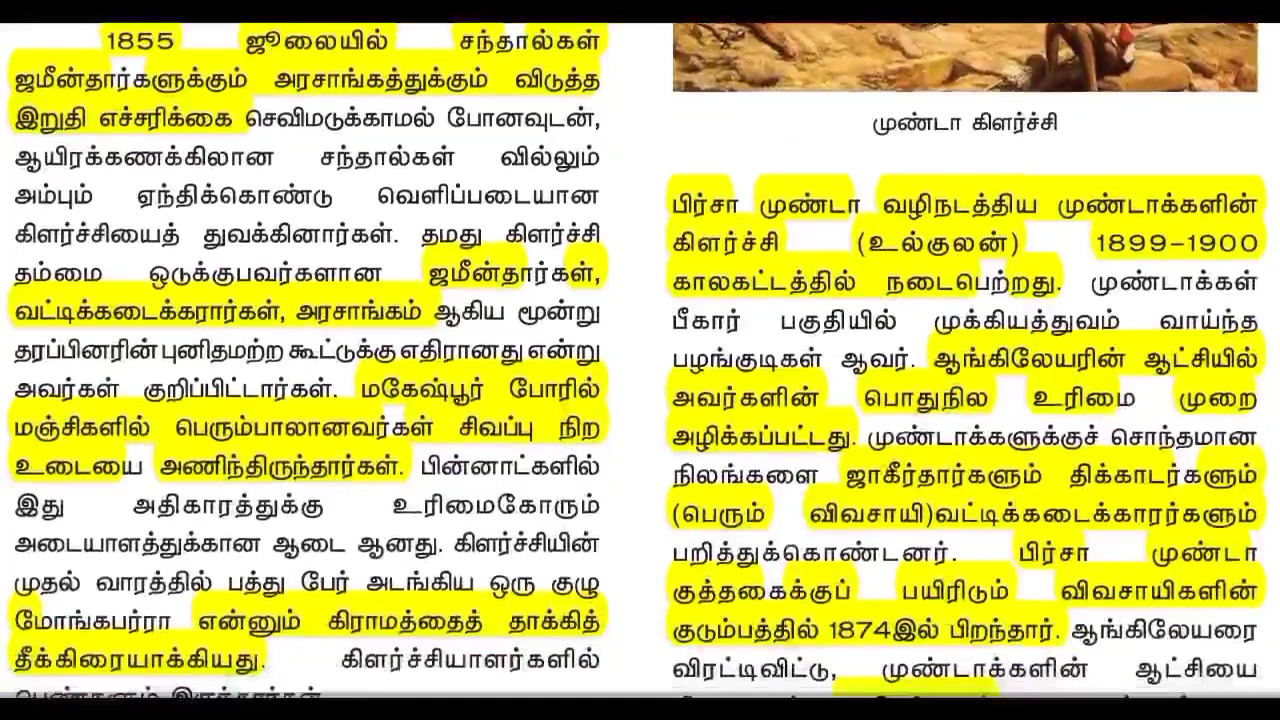 1855 ஜூலையில் சந்தால்கள்
ஜமீன்தார்களுக்கும் அரசாங்கத்துக்கும் விடுத்த
இறுதி எச்சரிக்கை செவிமடுக்காமல் போனவுடன்,
ஆயிரக்கணக்கிலான சந்தால்கள் வில்லும்
அம்பும் ஏந்திக்கொண்டு வெளிப்படையான
கிளர்ச்சியைத் துவக்கினார்கள். தமது கிளர்ச்சி
தம்மை ஒடுக்குபவர்களான ஜமீன்தார்கள்,
வட்டிக்கடைக்கராரர்கள், அரசாங்கம் ஆகிய மூன்று
தரப்பினரின் புனிதமற்ற கூட்டுக்கு எதிரானது என்று
அவர்கள் குறிப்பிட்டார்கள். மகேஷ்பூர் போரில்
மஞ்சிகளில் பெரும்பாலானவர்கள் சிவப்பு நிற
உடையை அணிந்திருந்தார்கள். பின்னாட்களில்
இது அதிகாரத்துக்கு உரிமைகோரும்
அடையாளத்துக்கான ஆடை ஆனது. கிளர்ச்சியின்
முதல் வாரத்தில் பத்து பேர் அடங்கிய ஒரு குழு
மோங்கபர்ரா என்னும் கிராமத்தைத் தாக்கித்
தீக்கிரையாக்கியது. கிளர்ச்சியாளர்களில்
முண்டா கிளர்ச்சி
பிர்சா முண்டா வழிநடத்திய முண்டாக்களின்
கிளர்ச்சி (உல்குலன்) 1899–1900
காலகட்டத்தில் நடைபெற்றது. முண்டாக்கள்
பீகார் பகுதியில் முக்கியத்துவம் வாய்ந்த
பழங்குடிகள் ஆவர். ஆங்கிலேயரின் ஆட்சியில்
அவர்களின் பொதுநில உரிமை முறை
அழிக்கப்பட்டது. முண்டாக்களுக்குச் சொந்தமான
நிலங்களை ஜாகீர்தார்களும் திக்காடர்களும்
(பெரும் விவசாயி)வட்டிக்கடைக்காரர்களும்
பறித்துக்கொண்டனர். பிர்சா முண்டா
குத்தகைக்குப் பயிரிடும் விவசாயிகளின்
குடும்பத்தில் 1874இல் பிறந்தார். ஆங்கிலேயரை
விரட்டிவிட்டு, முண்டாக்களின் ஆட்சியை